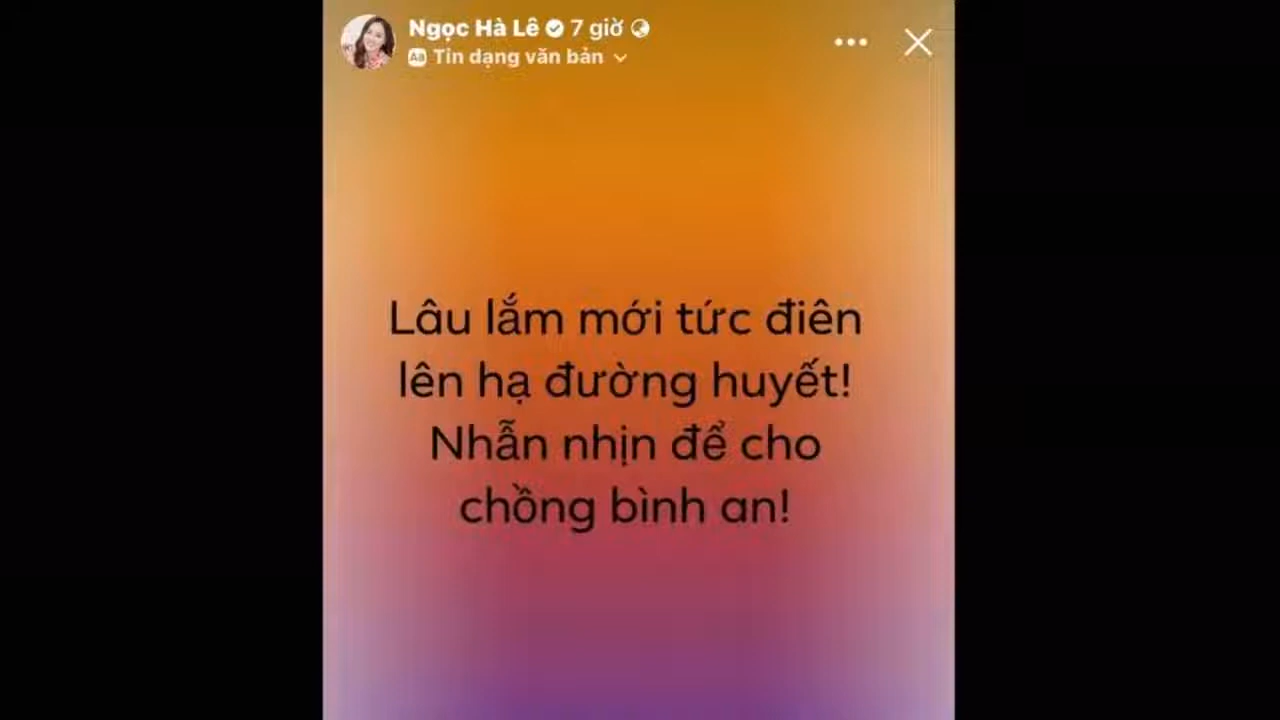 Ngọc Hà Lê 7 giờ
Aa Tin dạng văn bản
Lâu lắm mới tức điên
lên hạ đường huyết!
Nhẫn nhịn để cho
chồng bình an!